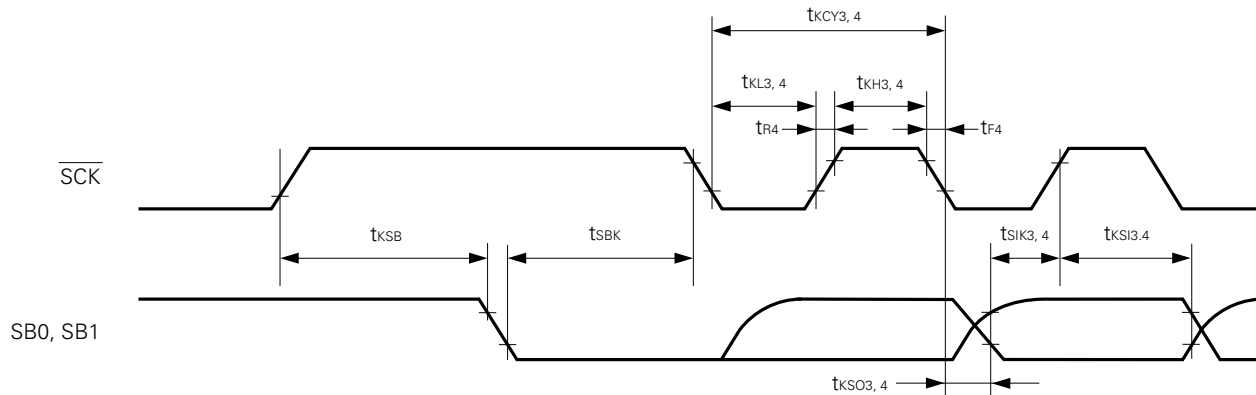 tKCY3, 4
tKL3, 4
tKH3, 4
tR4
tF4
SCK
tKSB
tSBK
tSIK3, 4
tKSI3.4
SB0, SB1
tKSO3, 4